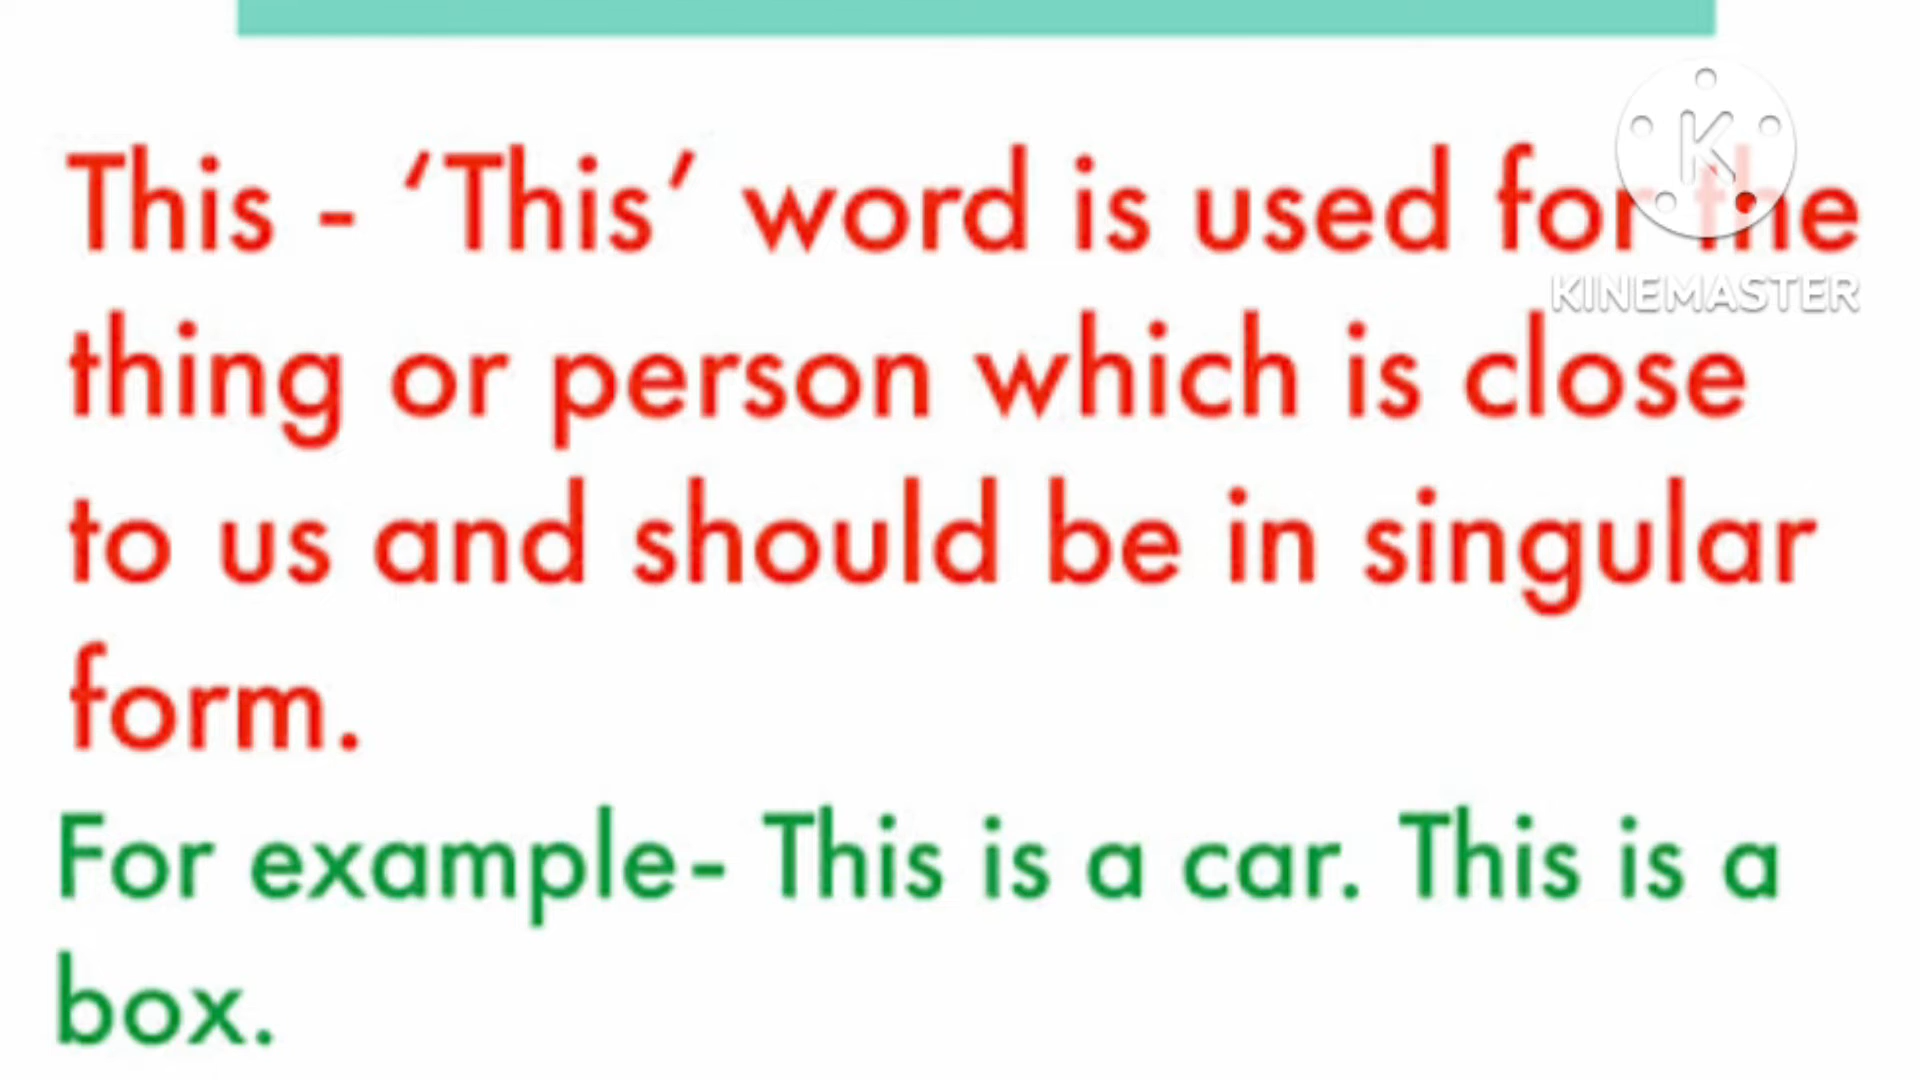 This - ‘This’ word is used for the
KINEMASTER
thing or person which is close
to us and should be in singular
form.
For example- This is a car. This is a
box.